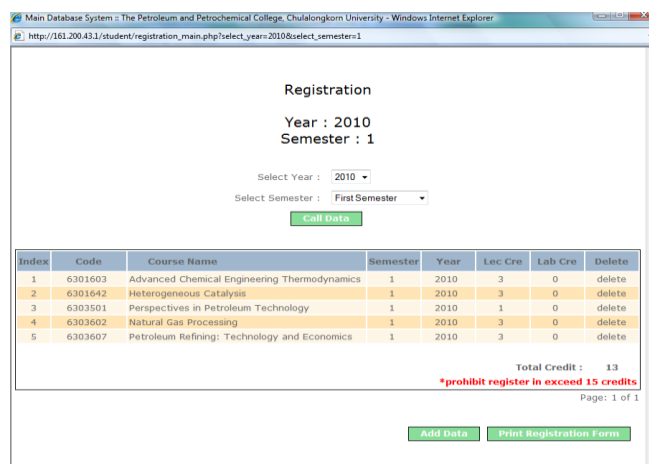 Main Database System :: The Petroleum and Petrochemical College, Chulalongkorn University - Windows Internet Explorer
http://161.200.43.1/student/registration_main.php?select_year=2010&select_semester=1
Registration
Year : 2010
Semester : 1
Select Year : 2010
Select Semester : First Semester
Call Data
Index Code Course Name Semester Year Lec Cre Lab Cre Delete
1 6301603 Advanced Chemical Engineering Thermodynamics 1 2010 3 0 delete
2 6301642 Heterogeneous Catalysis 1 2010 3 0 delete
3 6303501 Perspectives in Petroleum Technology 1 2010 1 0 delete
4 6303602 Natural Gas Processing 1 2010 3 0 delete
5 6303607 Petroleum Refining: Technology and Economics 1 2010 3 0 delete
Total Credit : 13
*prohibit register in exceed 15 credits
Page: 1 of 1
Add Data Print Registration Form